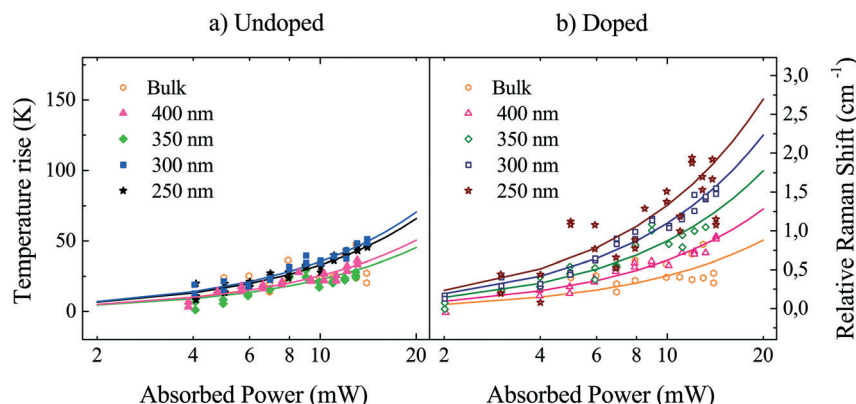 a) Undoped
b) Doped
Temperature rise (K)
150
100
50
0
Bulk
400 nm
350 nm
300 nm
250 nm
2
4
6
8
10
20
Absorbed Power (mW)
Bulk
400 nm
350 nm
300 nm
250 nm
2
4
6
8
10
20
Absorbed Power (mW)
3,0
2,5
2,0
1,5
1,0
0,5
0,0
Relative Raman Shift (cm⁻¹)